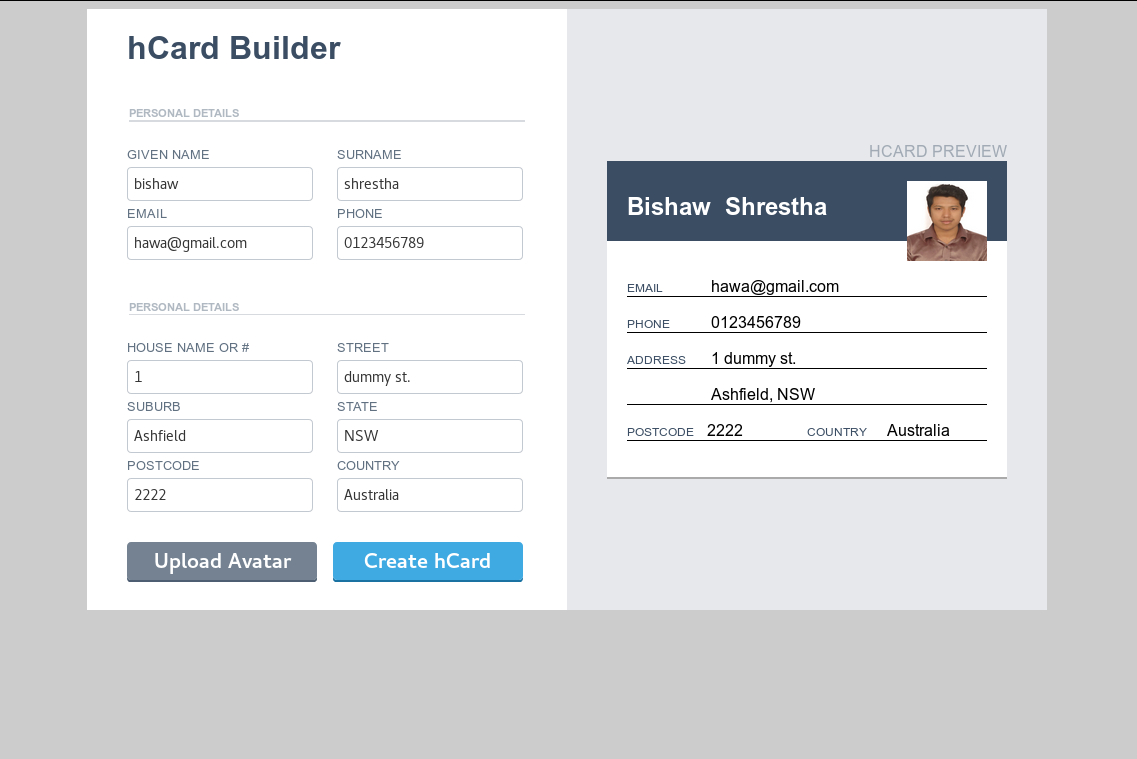 hCard Builder
PERSONAL DETAILS
GIVEN NAME SURNAME
bishaw shrestha
EMAIL PHONE
hawa@gmail.com 0123456789
PERSONAL DETAILS
HOUSE NAME OR # STREET
1 dummy st.
SUBURB STATE
Ashfield NSW
POSTCODE COUNTRY
2222 Australia
Upload Avatar Create hCard
HCARD PREVIEW
Bishaw Shrestha
EMAIL hawa@gmail.com
PHONE 0123456789
ADDRESS 1 dummy st.
Ashfield, NSW
POSTCODE 2222 COUNTRY Australia